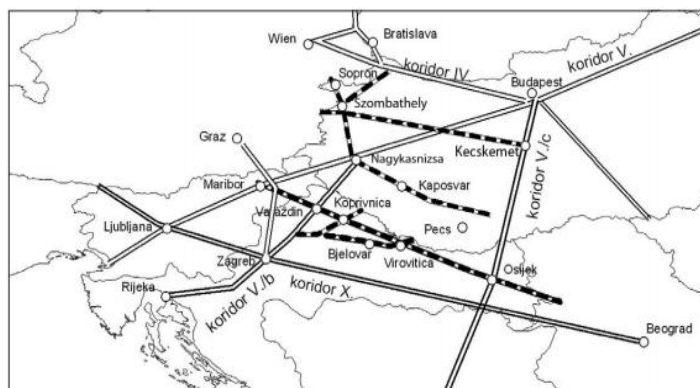 Wien
Bratislava
koridor IV
koridor V.
Sopron
Budapest
Szombathely
Graz
Nagykasnizsa
Kecskemet
koridor V./c
Maribor
Kaposvar
Koprivnica
Varaždin
Ljubljana
Pecs
Zagreb
Bjelovar
Virovitica
Osijek
Rijeka
koridor V./b
koridor X.
Beograd